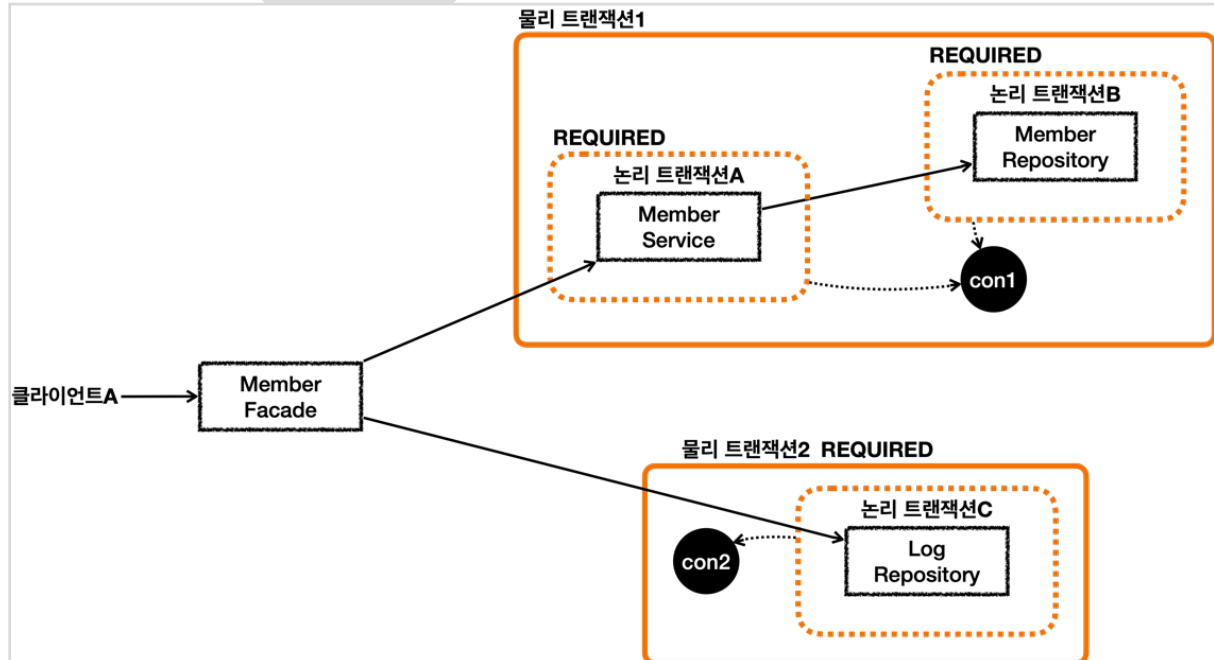 물리 트랜잭션1
REQUIRED
논리 트랜잭션B
Member
Repository
REQUIRED
논리 트랜잭션A
Member
Service
con1
클라이언트A
Member
Facade
물리 트랜잭션2 REQUIRED
논리 트랜잭션C
con2
Log
Repository